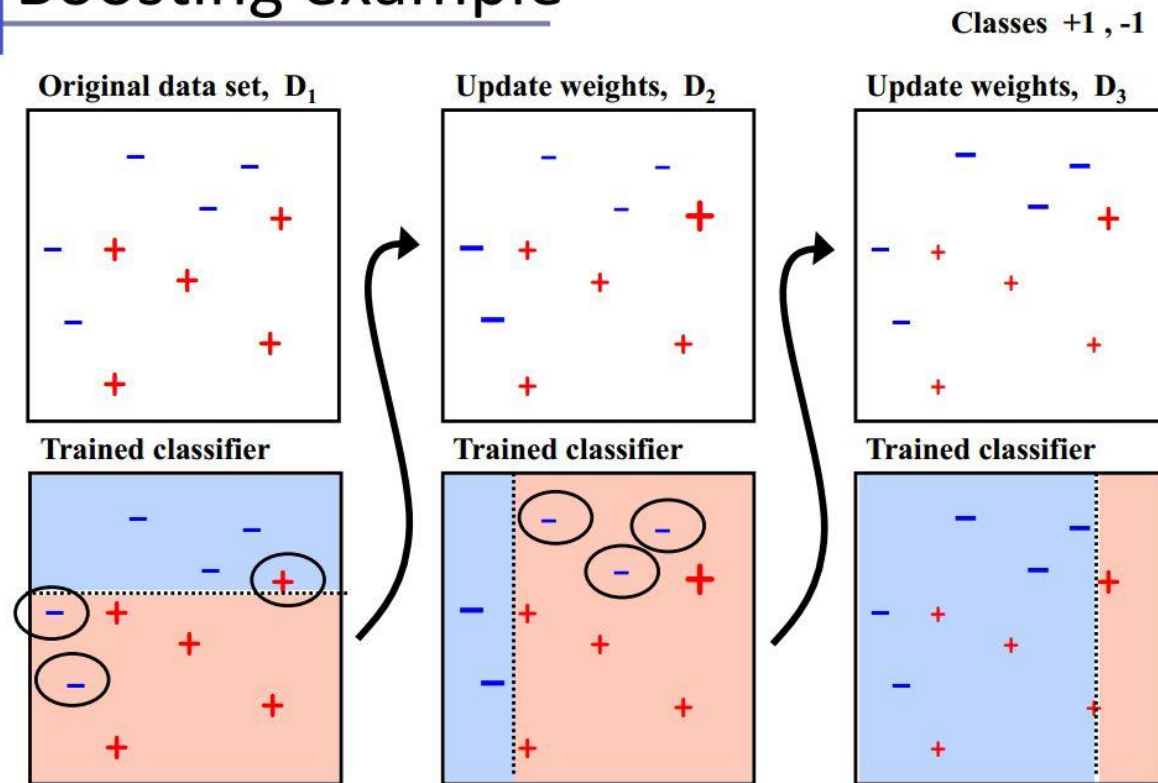 Boosting example
Classes +1 , -1
Original data set, D₁
Update weights, D₂
Update weights, D₃
Trained classifier
Trained classifier
Trained classifier